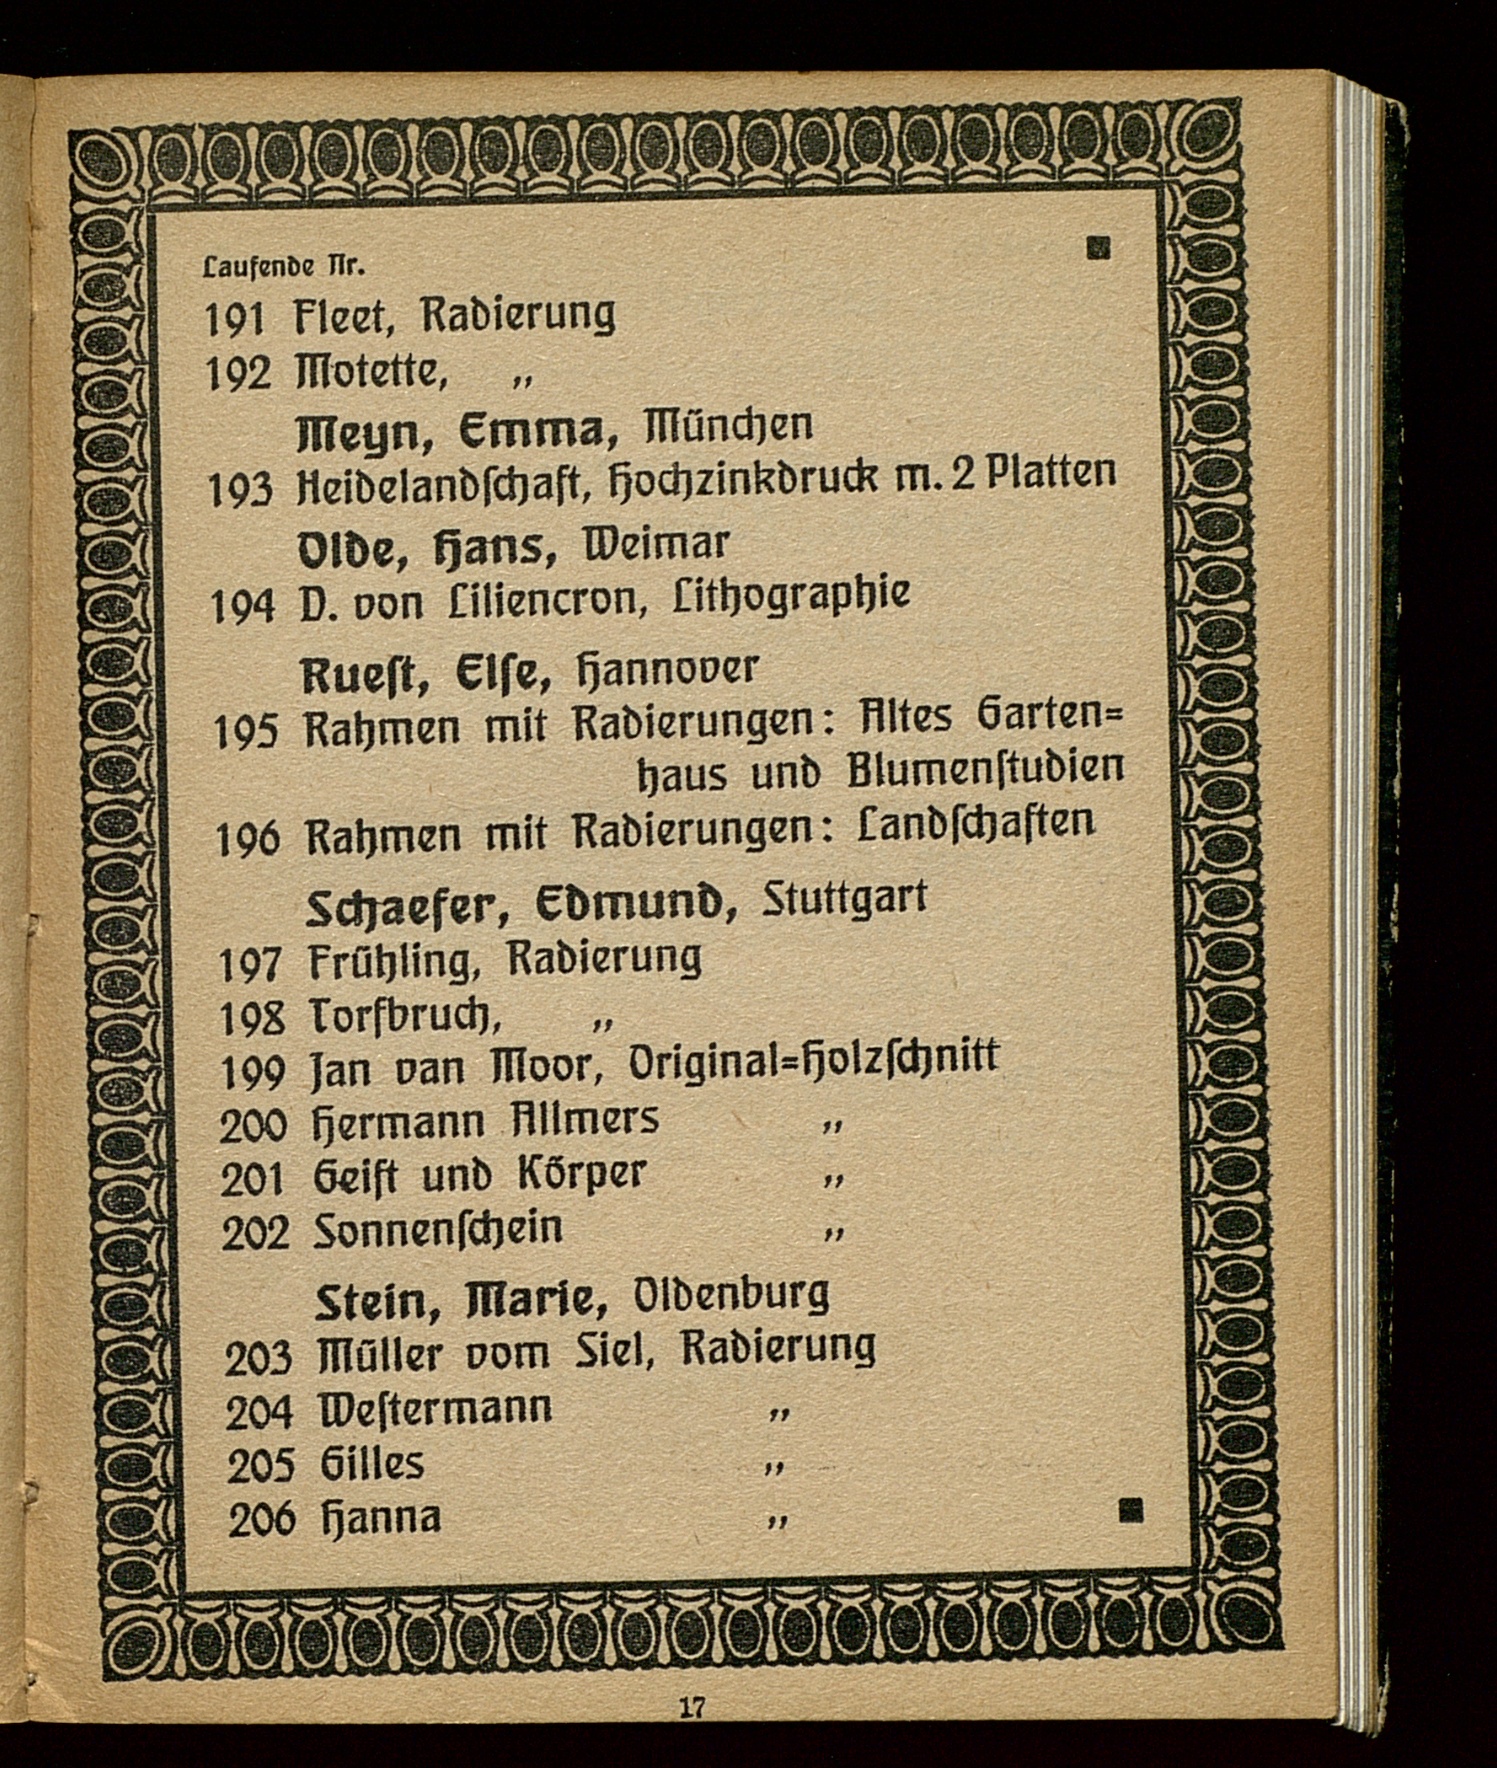 Laufende Nr.
191 Fleet, Radierung
192 Motette, „
Meyn, Emma, München
193 Heidelandſchaft, Hochzinkdruck m. 2 Platten
Olde, Hans, Weimar
194 D. von Liliencron, Lithographie
Rueſt, Elſe, Hannover
195 Rahmen mit Radierungen: Altes Garten=
haus und Blumenſtudien
196 Rahmen mit Radierungen: Landſchaften
Schaefer, Edmund, Stuttgart
197 Frühling, Radierung
198 Torfbruch, „
199 Jan van Moor, Original=Holzſchnitt
200 Hermann Allmers „
201 Geift und Körper „
202 Sonnenſchein „
Stein, Marie, Oldenburg
203 Müller vom Siel, Radierung
204 Weſtermann „
205 Gilles „
206 Hanna „
17